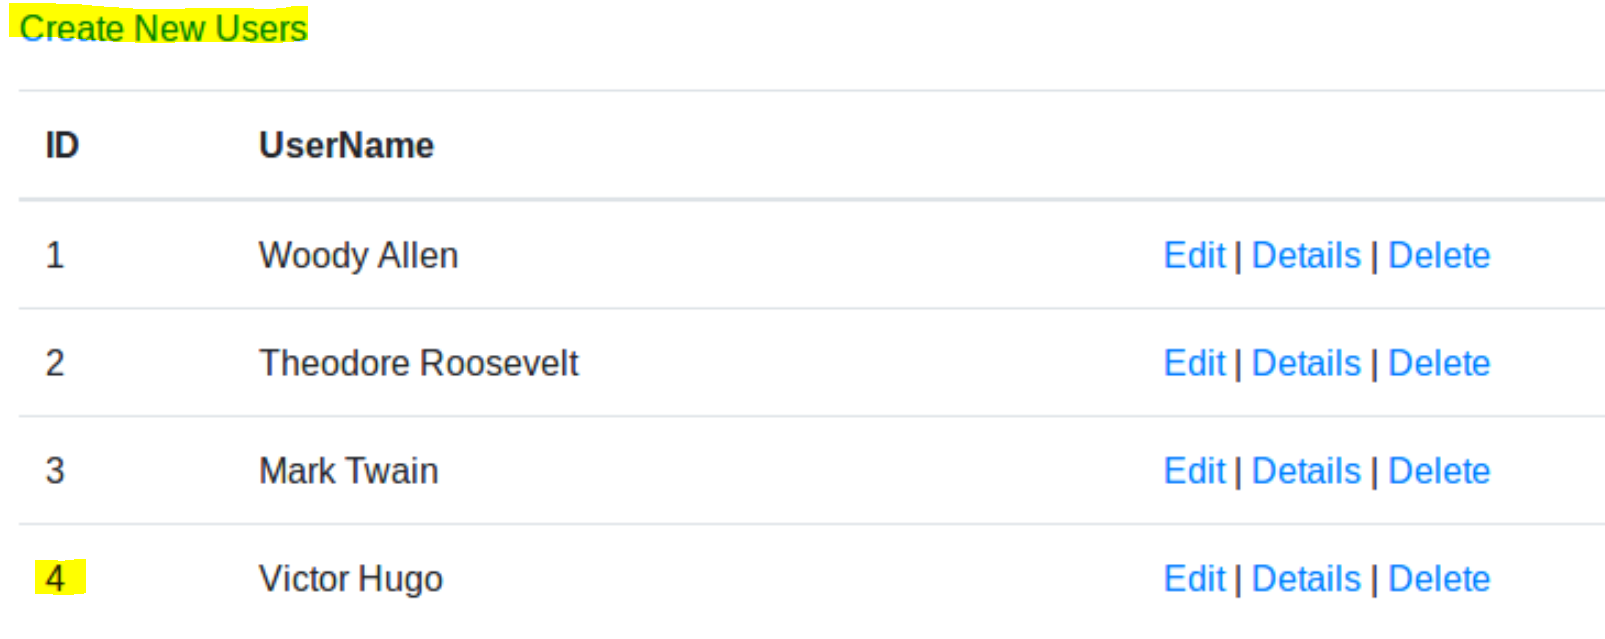 Create New Users
ID UserName
1 Woody Allen Edit | Details | Delete
2 Theodore Roosevelt Edit | Details | Delete
3 Mark Twain Edit | Details | Delete
4 Victor Hugo Edit | Details | Delete